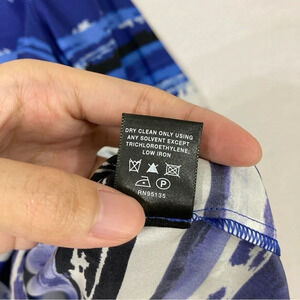 DRY CLEAN ONLY USING
ANY SOLVENT EXCEPT
TRICHLOROETHYLENE,
LOW IRON
P
RN95135